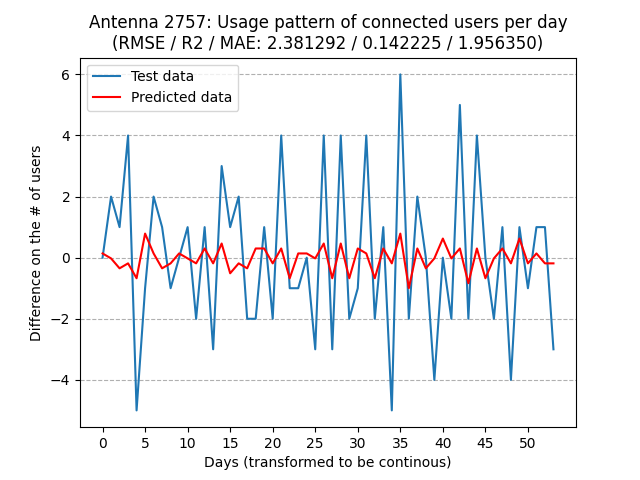 Antenna 2757: Usage pattern of connected users per day
(RMSE / R2 / MAE: 2.381292 / 0.142225 / 1.956350)
Test data
Predicted data
Difference on the # of users
6
4
2
0
−2
−4
0 5 10 15 20 25 30 35 40 45 50
Days (transformed to be continous)